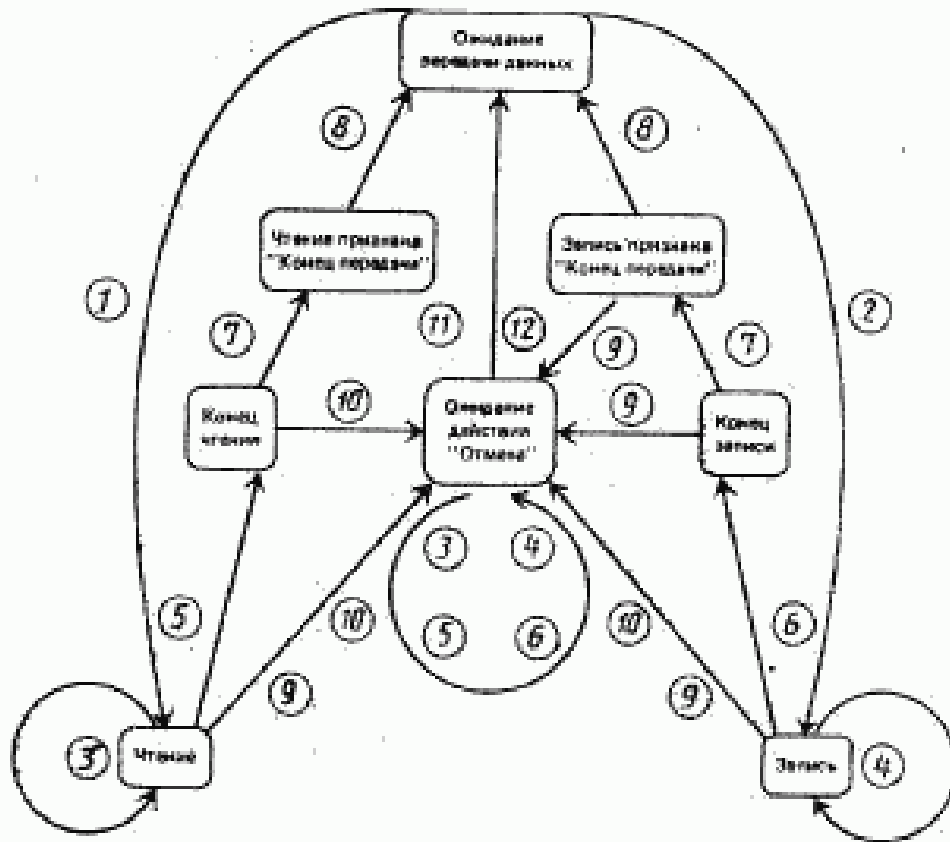 Ожидание
передачи данных
8
8
Чтение признака
"Конец передачи"
Запись признака
"Конец передачи"
1
2
7
11
12
9
7
10
9
Конец
чтения
Ожидание
действия
"Отмена"
Конец
записи
3
4
5
10
5
6
10
6
9
9
3
Чтение
Запись
4